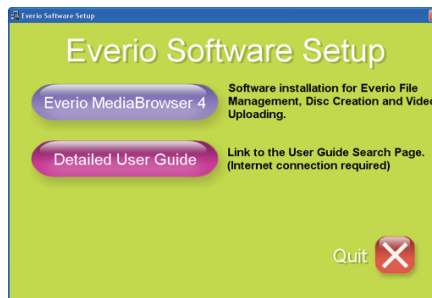 Everio Software Setup
Everio Software Setup
Everio MediaBrowser 4
Software installation for Everio File
Management, Disc Creation and Video
Uploading.
Detailed User Guide
Link to the User Guide Search Page.
(Internet connection required)
Quit